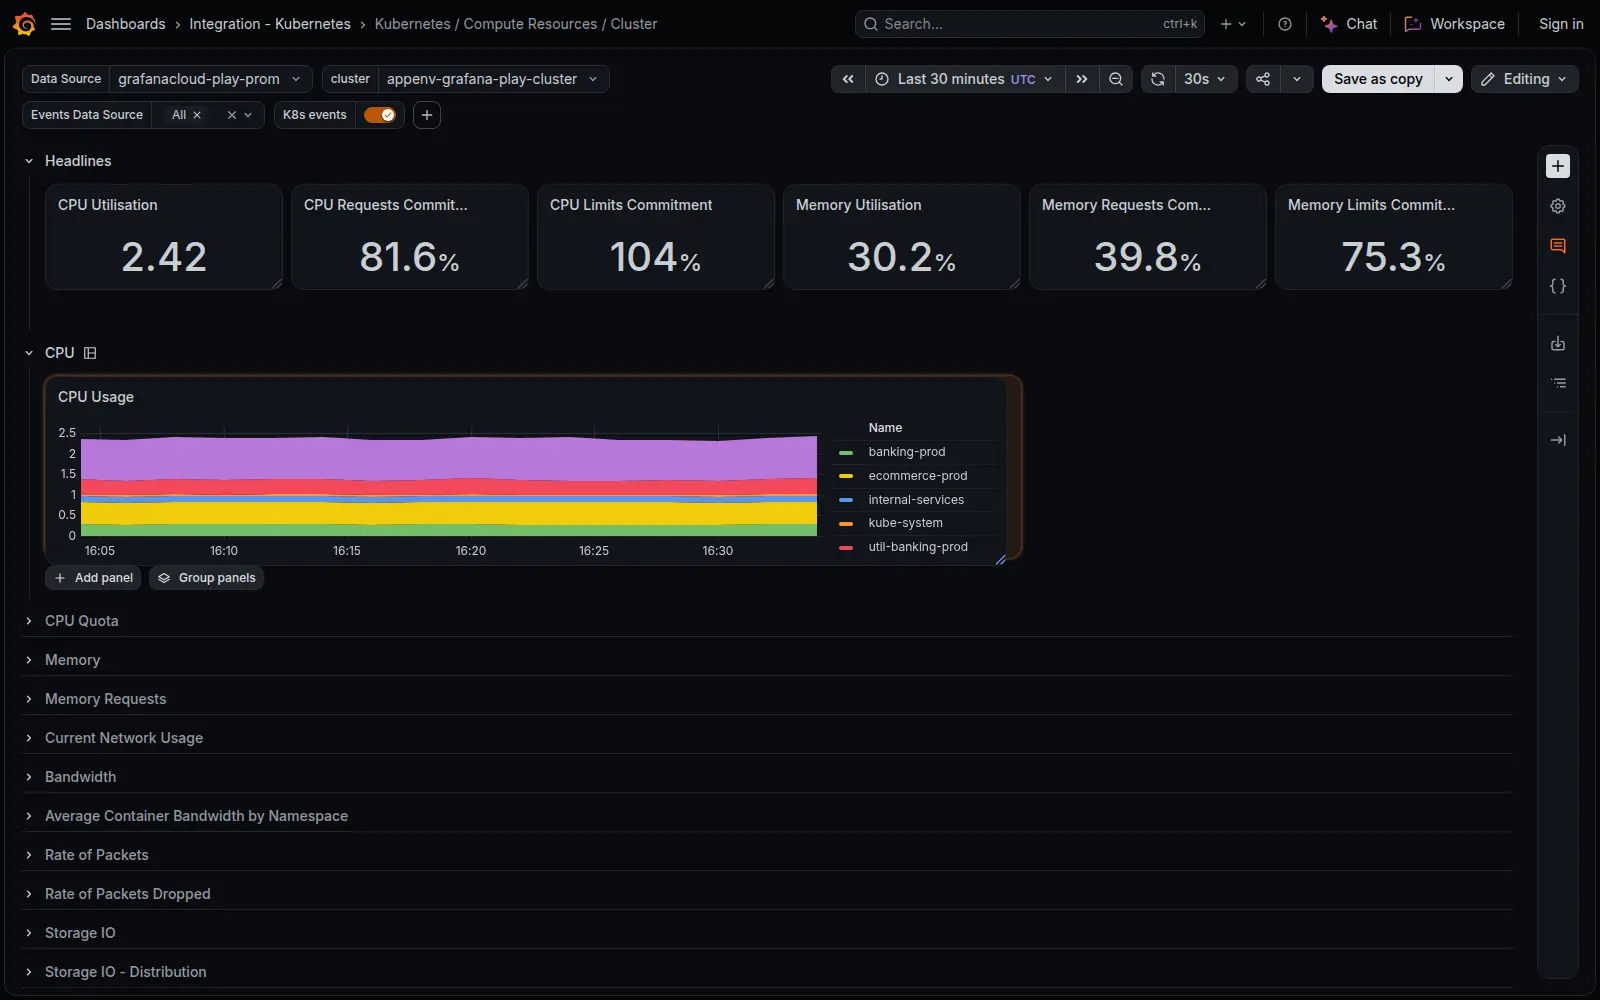 Dashboards › Integration - Kubernetes › Kubernetes / Compute Resources / Cluster
Search... ctrl+k
Chat
Workspace
Sign in
Data Source grafanacloud-play-prom
cluster appenv-grafana-play-cluster
Last 30 minutes UTC
30s
Save as copy
Editing
Events Data Source All
K8s events
Headlines
CPU Utilisation
2.42
CPU Requests Commit...
81.6%
CPU Limits Commitment
104%
Memory Utilisation
30.2%
Memory Requests Com...
39.8%
Memory Limits Commit...
75.3%
CPU
CPU Usage
2.5
2
1.5
1
0.5
0
16:05 16:10 16:15 16:20 16:25 16:30
Name
banking-prod
ecommerce-prod
internal-services
kube-system
util-banking-prod
Add panel
Group panels
CPU Quota
Memory
Memory Requests
Current Network Usage
Bandwidth
Average Container Bandwidth by Namespace
Rate of Packets
Rate of Packets Dropped
Storage IO
Storage IO - Distribution